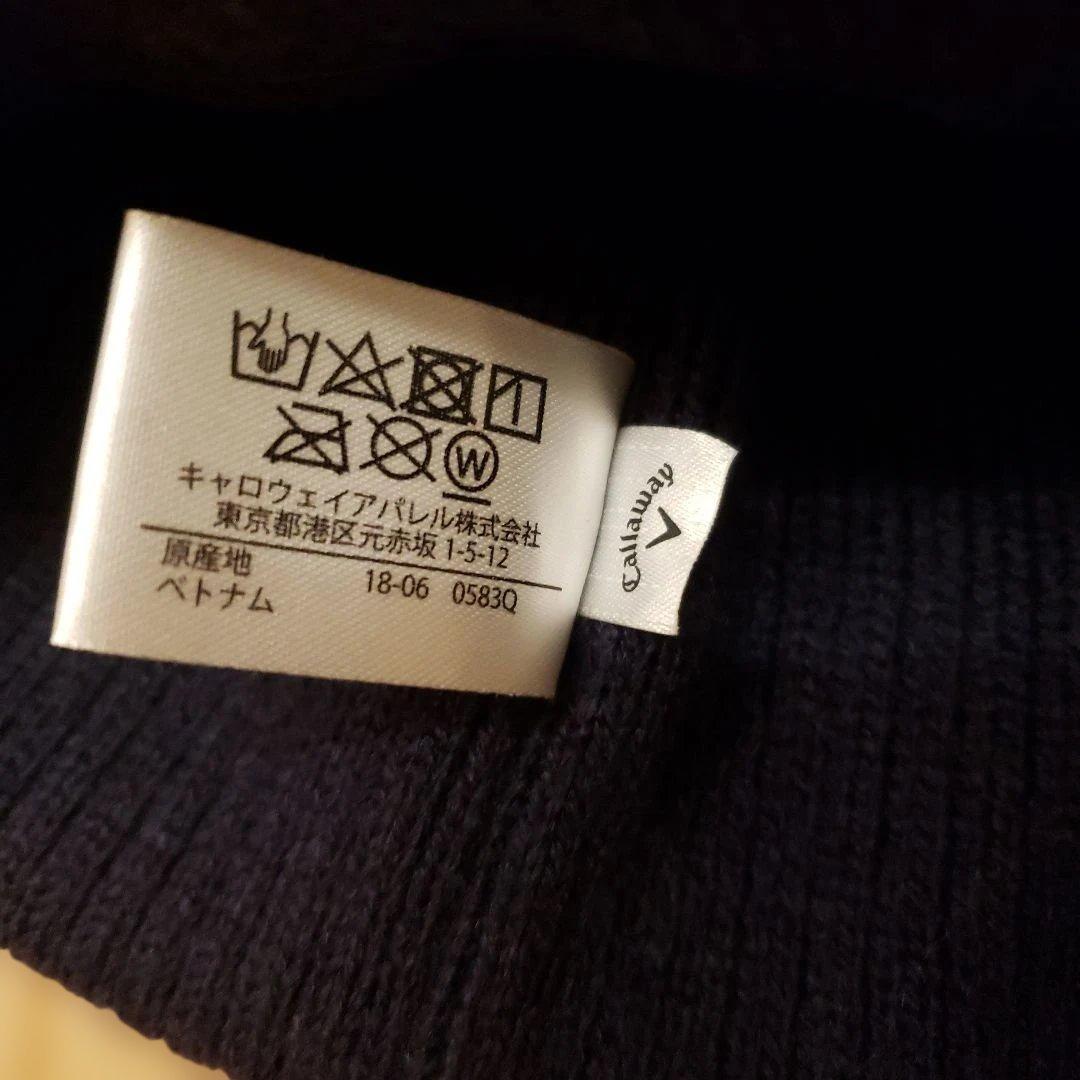 W
キャロウェイアパレル株式会社
東京都港区元赤坂 1-5-12
原産地
ベトナム
18-06 0583Q
Callaway